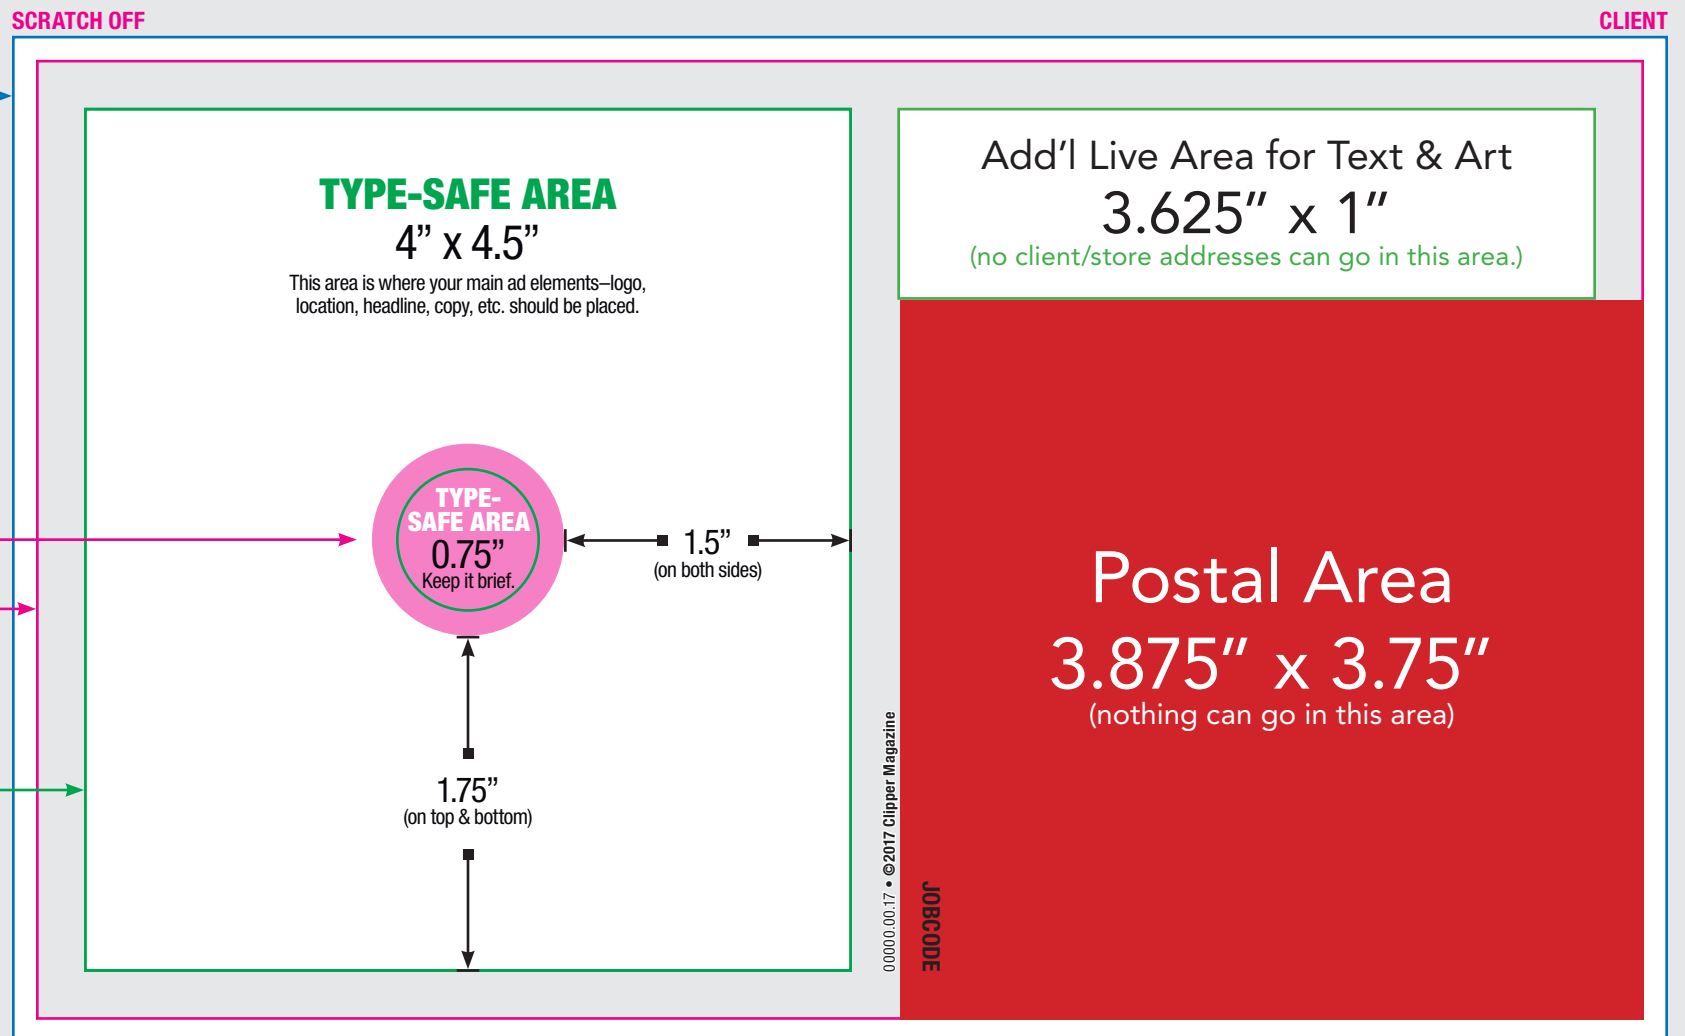 SCRATCH OFF
CLIENT
TYPE-SAFE AREA
4” x 4.5”
This area is where your main ad elements–logo,
location, headline, copy, etc. should be placed.
TYPE-
SAFE AREA
0.75”
Keep it brief.
1.5”
(on both sides)
1.75”
(on top & bottom)
00000.00.17 • ©2017 Clipper Magazine
Add’l Live Area for Text & Art
3.625” x 1”
(no client/store addresses can go in this area.)
Postal Area
3.875” x 3.75”
(nothing can go in this area)
JOBCODE